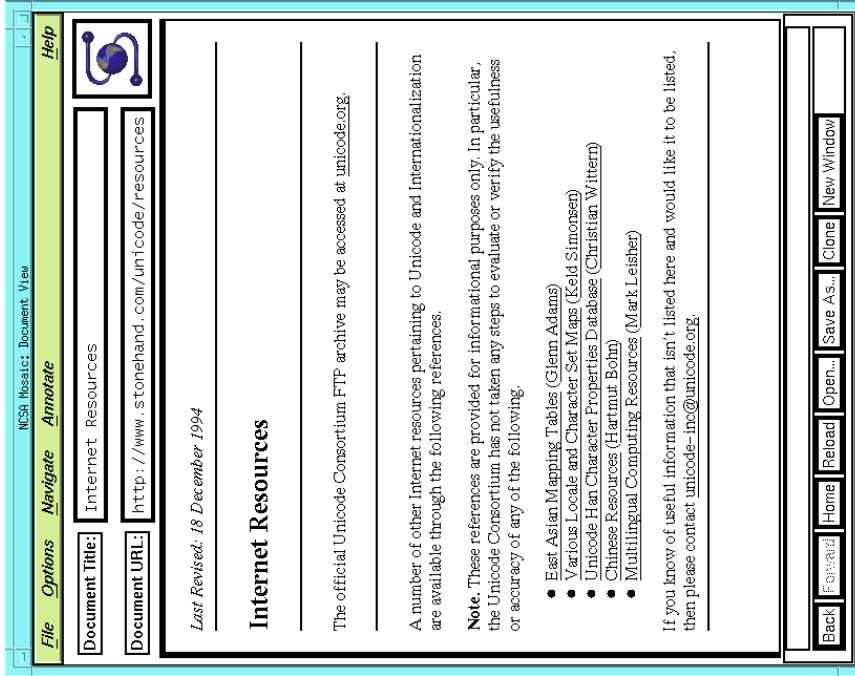 NCSA Mosaic: Document View
File Options Navigate Annotate Help
Document Title: Internet Resources
Document URL: http://www.stonehand.com/unicode/resources
Last Revised: 18 December 1994
Internet Resources
The official Unicode Consortium FTP archive may be accessed at unicode.org.
A number of other Internet resources pertaining to Unicode and Internationalization
are available through the following references.
Note. These references are provided for informational purposes only. In particular,
the Unicode Consortium has not taken any steps to evaluate or verify the usefulness
or accuracy of any of the following.
● East Asian Mapping Tables (Glenn Adams)
● Various Locale and Character Set Maps (Keld Simonsen)
● Unicode Han Character Properties Database (Christian Wittern)
● Chinese Resources (Hartmut Bohn)
● Multilingual Computing Resources (Mark Leisher)
If you know of useful information that isn't listed here and would like it to be listed,
then please contact unicode-inc@unicode.org.
Back Forward Home Reload Open... Save As... Clone New Window